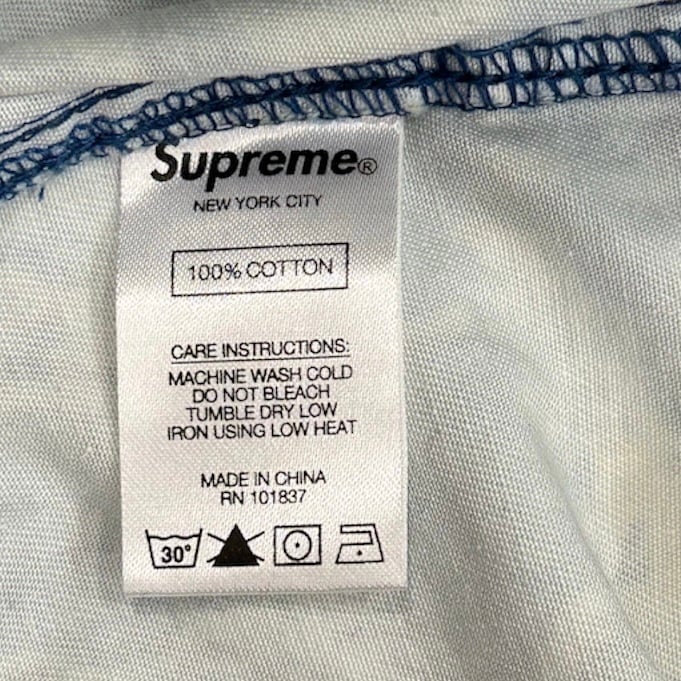 Supreme®
NEW YORK CITY
100% COTTON
CARE INSTRUCTIONS:
MACHINE WASH COLD
DO NOT BLEACH
TUMBLE DRY LOW
IRON USING LOW HEAT
MADE IN CHINA
RN 101837
30°